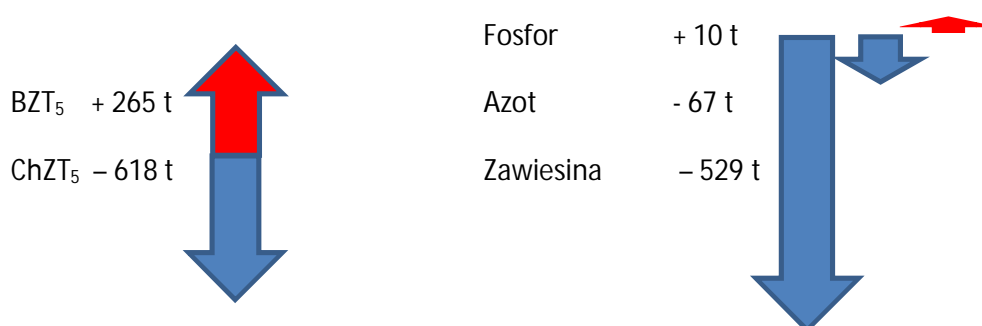 BZT₅ + 265 t
ChZT₅ – 618 t
Fosfor + 10 t
Azot - 67 t
Zawiesina – 529 t